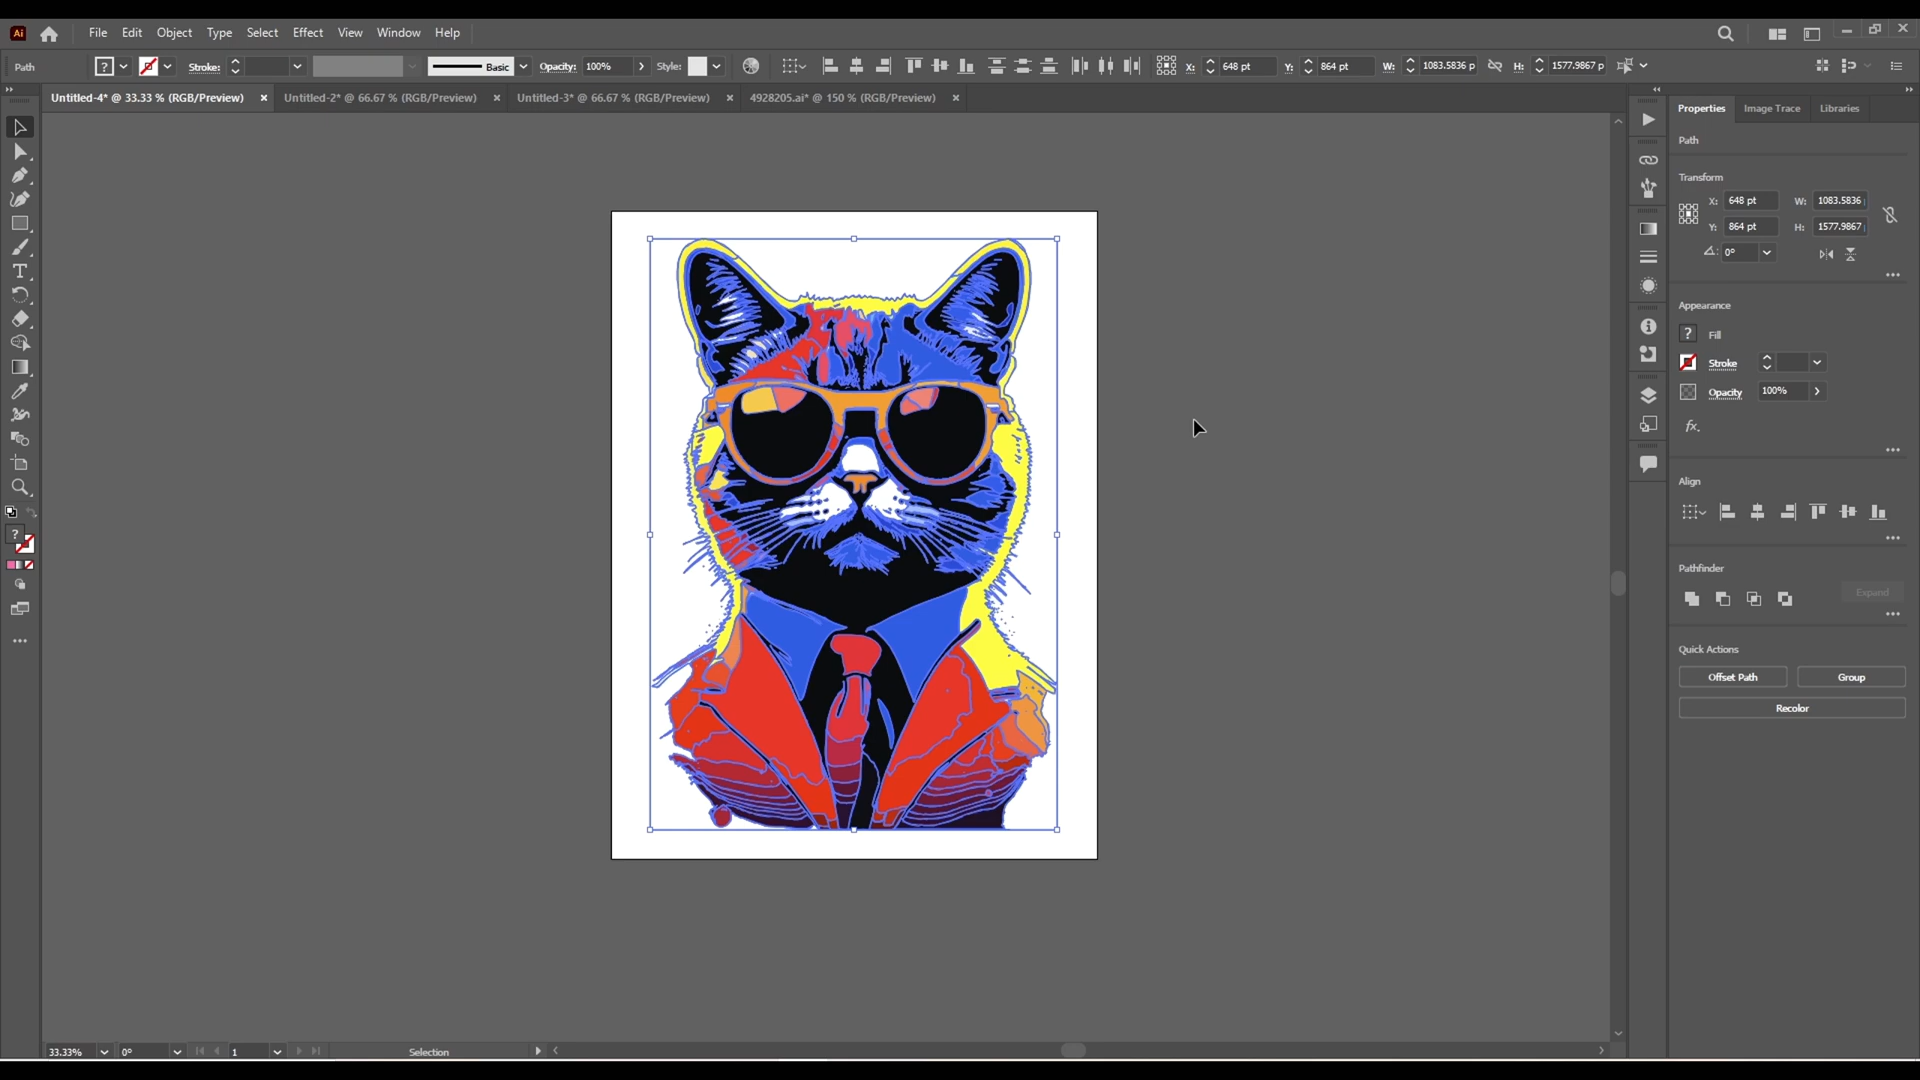 Ai File Edit Object Type Select Effect View Window Help
Path ? Stroke: Basic Opacity: 100% Style: X: 648 pt Y: 864 pt W: 1083.5836 p H: 1577.9867 p
Untitled-4* @ 33.33 % (RGB/Preview) × Untitled-2* @ 66.67 % (RGB/Preview) × Untitled-3* @ 66.67 % (RGB/Preview) × 4928205.ai* @ 150 % (RGB/Preview) ×
Properties Image Trace Libraries
Path
Transform
X: 648 pt W: 1083.5836
Y: 864 pt H: 1577.9867
0°
Appearance
? Fill
Stroke
Opacity 100%
fx.
Align
Pathfinder
Expand
Quick Actions
Offset Path Group
Recolor
?
33.33% 0° 1 Selection